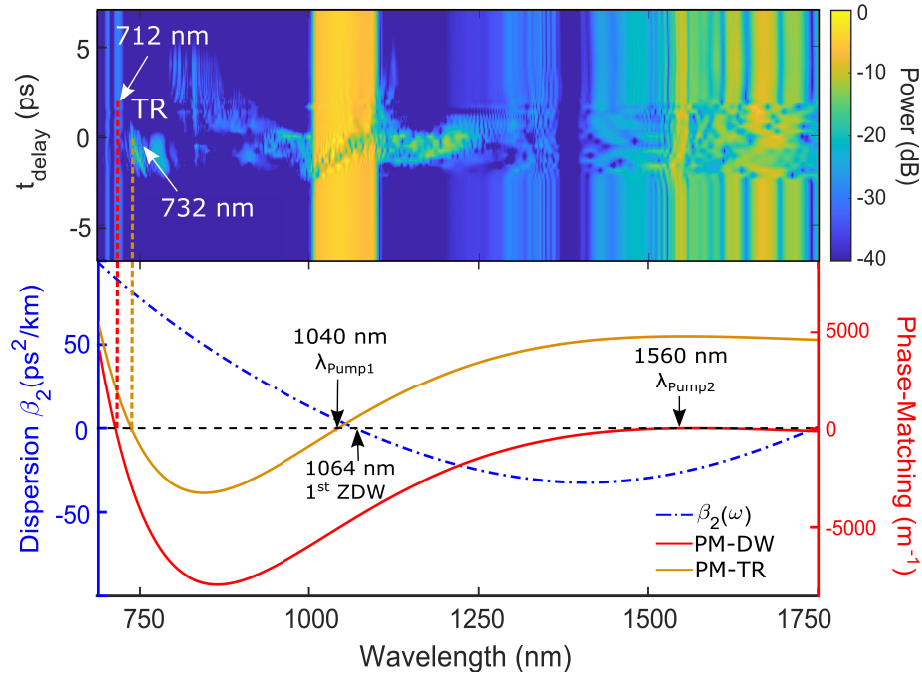 5
0
-5
t_delay (ps)
712 nm
TR
732 nm
0
-10
-20
-30
-40
Power (dB)
50
0
-50
Dispersion β₂(ps²/km)
1040 nm
λPump1
1560 nm
λPump2
1064 nm
1st ZDW
β₂(ω)
PM-DW
PM-TR
5000
0
-5000
Phase-Matching (m⁻¹)
750
1000
1250
1500
1750
Wavelength (nm)